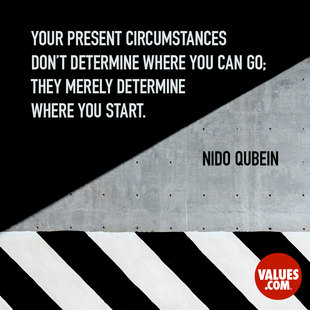 YOUR PRESENT CIRCUMSTANCES
DON'T DETERMINE WHERE YOU CAN GO;
THEY MERELY DETERMINE
WHERE YOU START.
NIDO QUBEIN
VALUES
.COM